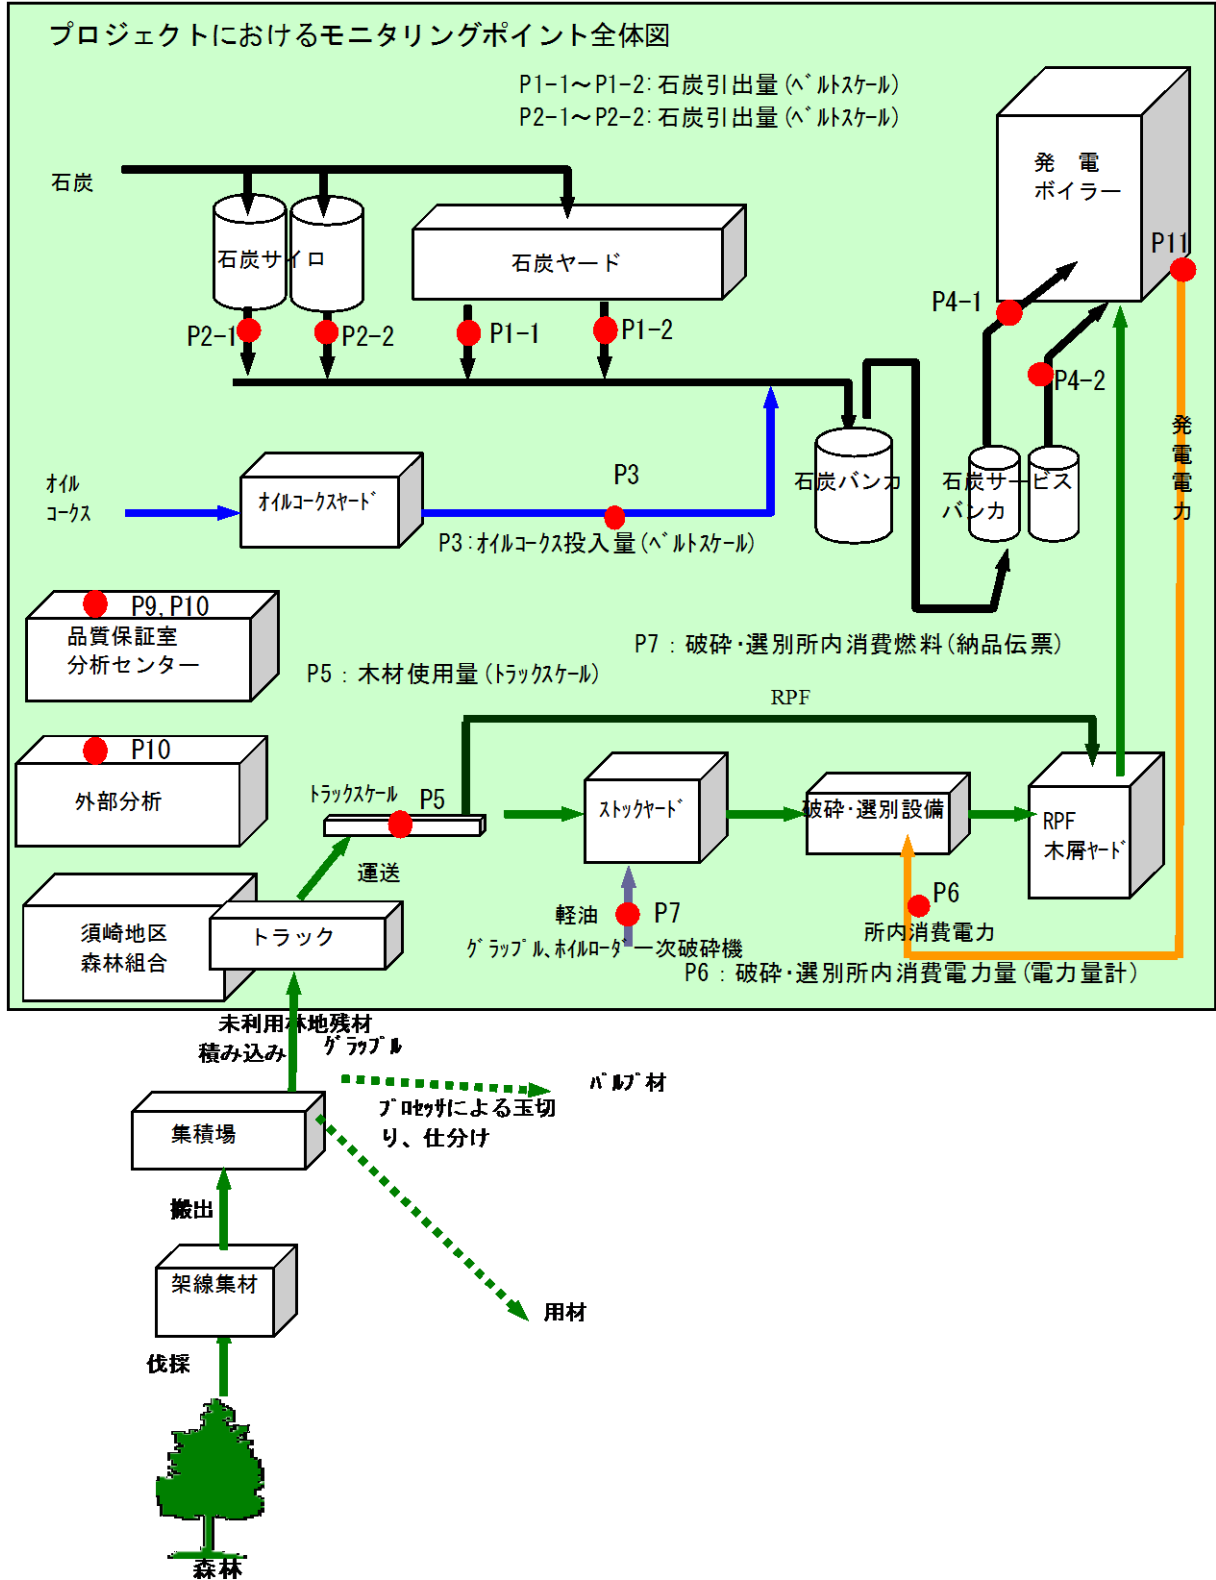 プロジェクトにおけるモニタリングポイント全体図
P1-1～P1-2:石炭引出量(ﾍﾞﾙﾄｽｹｰﾙ)
P2-1～P2-2:石炭引出量(ﾍﾞﾙﾄｽｹｰﾙ)
発　電
ボイラー
石炭
石炭サイロ
石炭ヤード
P11
P4-1
P2-1
P2-2
P1-1
P1-2
P4-2
発電電力
ｵｲﾙ
ｺｰｸｽ
ｵｲﾙｺｰｸｽﾔｰﾄﾞ
P3
石炭バンカ
石炭サービス
バンカ
P3:ｵｲﾙｺｰｸｽ投入量(ﾍﾞﾙﾄｽｹｰﾙ)
P9,P10
品質保証室
分析センター
P7：破砕・選別所内消費燃料(納品伝票)
P5：木材使用量(ﾄﾗｯｸｽｹｰﾙ)
RPF
P10
外部分析
ﾄﾗｯｸｽｹｰﾙ
P5
ｽﾄｯｸﾔｰﾄﾞ
破砕・選別設備
RPF
木屑ﾔｰﾄﾞ
運送
須崎地区
森林組合
トラック
軽油
P7
P6
所内消費電力
ｸﾞﾗｯﾌﾟﾙ､ﾎｲﾙﾛｰﾀﾞ一次破砕機
P6：破砕・選別所内消費電力量(電力量計)
未利用林地残材
積み込み
ｸﾞﾗｯﾌﾟﾙ
ﾊﾟﾙﾌﾟ材
ﾌﾟﾛｾｯｻによる玉切
り、仕分け
集積場
搬出
架線集材
用材
伐採
森林